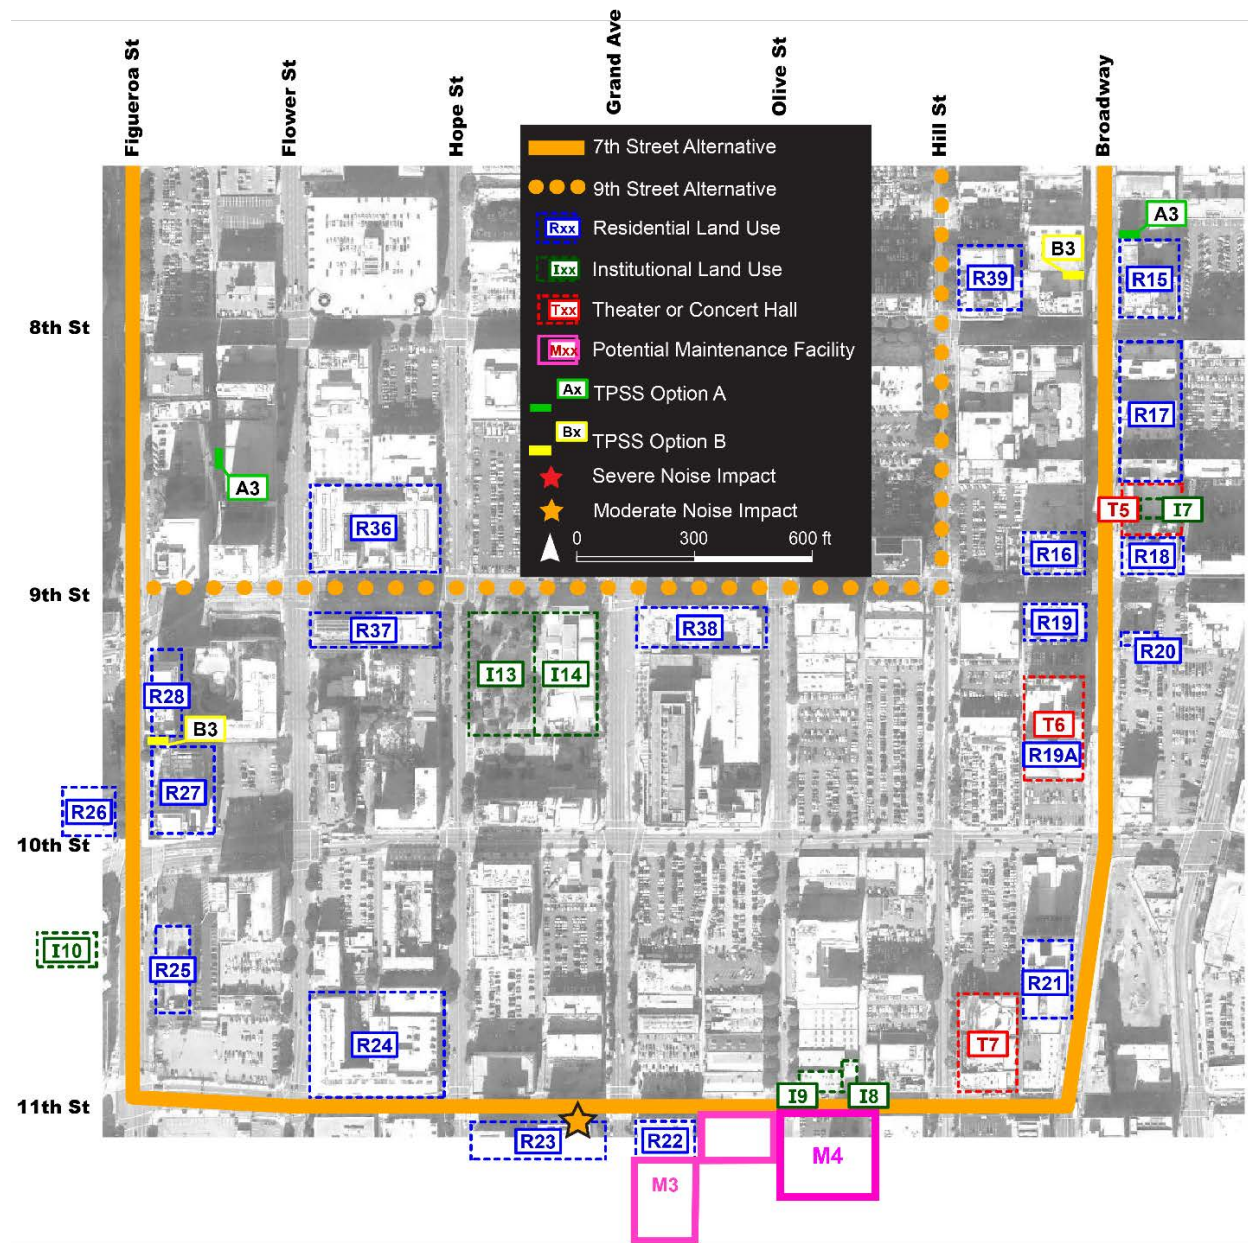 Figueroa St
Flower St
Hope St
Grand Ave
Olive St
Hill St
Broadway
7th Street Alternative
9th Street Alternative
Rxx Residential Land Use
Ixx Institutional Land Use
Txx Theater or Concert Hall
Mxx Potential Maintenance Facility
Ax TPSS Option A
Bx TPSS Option B
Severe Noise Impact
Moderate Noise Impact
0 300 600 ft
A3
B3
R39
R15
8th St
R17
A3
T5
I7
R36
R16
R18
9th St
R37
R38
R19
R20
I13
I14
R28
T6
B3
R19A
R27
R26
10th St
I10
R25
R21
R24
T7
I9
I8
11th St
R23
R22
M4
M3